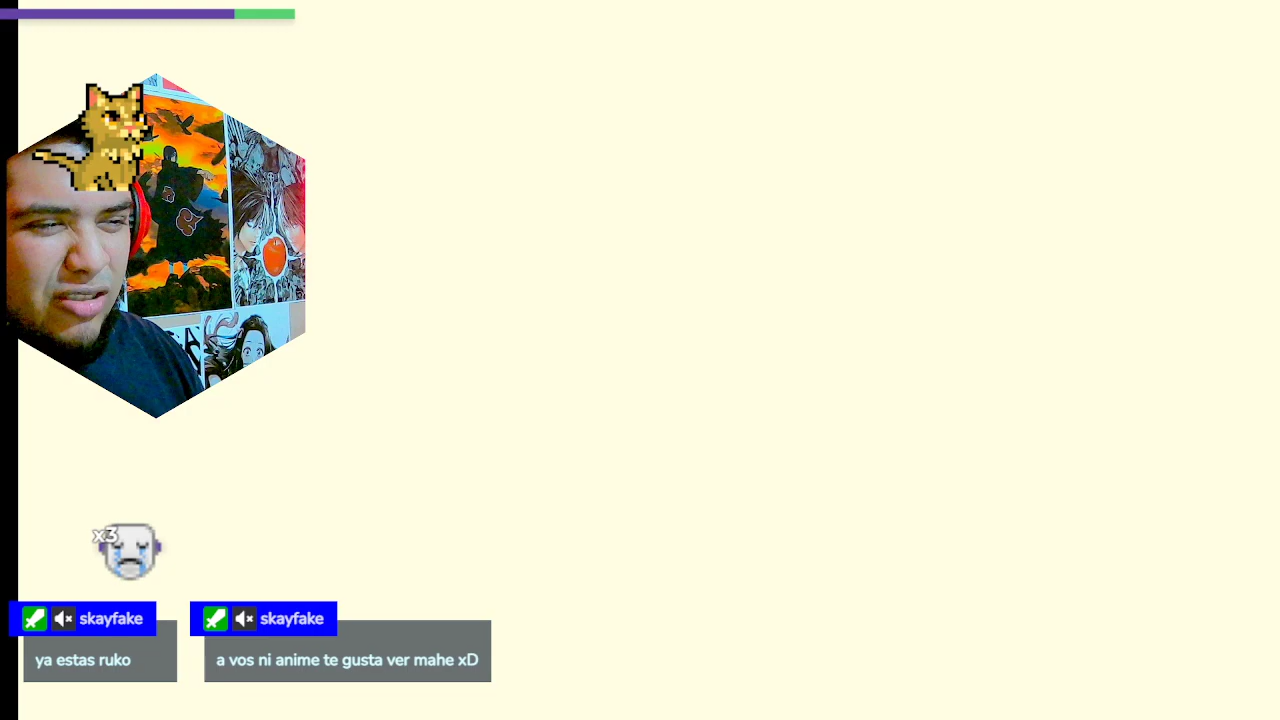 x3
skayfake
ya estas ruko
skayfake
a vos ni anime te gusta ver mahe xD